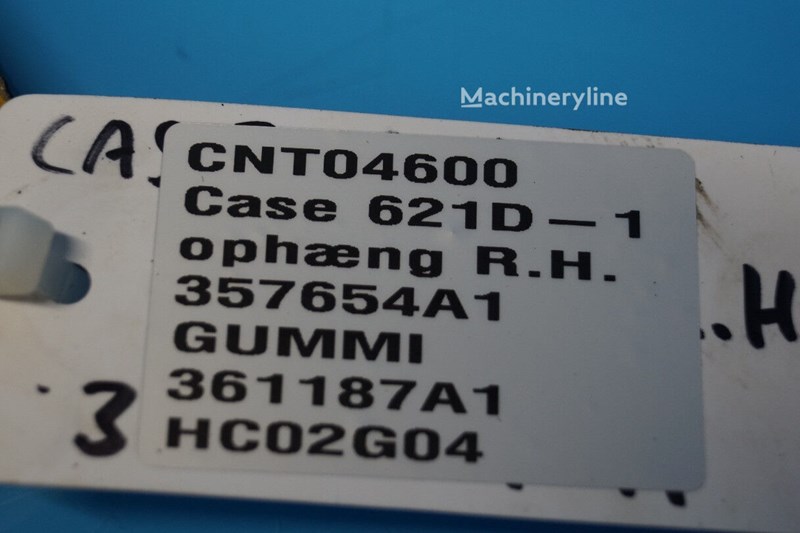 Machineryline
CNT04600
Case 621D – 1
ophæng R.H.
357654A1
GUMMI
361187A1
HC02G04
3